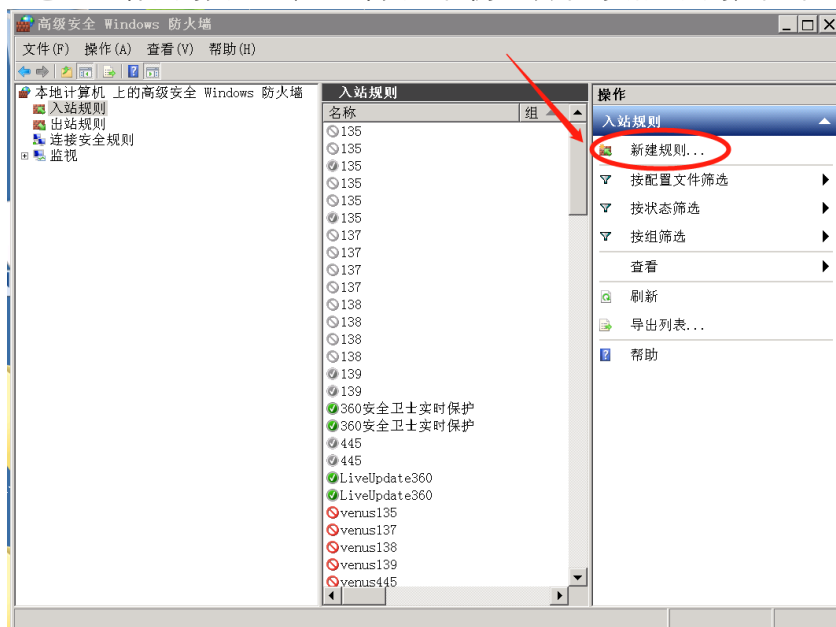 高级安全 Windows 防火墙
文件(F) 操作(A) 查看(V) 帮助(H)
本地计算机 上的高级安全 Windows 防火墙
入站规则
出站规则
连接安全规则
监视
入站规则
名称 组
135
135
135
135
135
135
137
137
137
137
138
138
138
138
139
139
360安全卫士实时保护
360安全卫士实时保护
445
445
LiveUpdate360
LiveUpdate360
venus135
venus137
venus138
venus139
venus445
操作
入站规则
新建规则...
按配置文件筛选
按状态筛选
按组筛选
查看
刷新
导出列表...
帮助